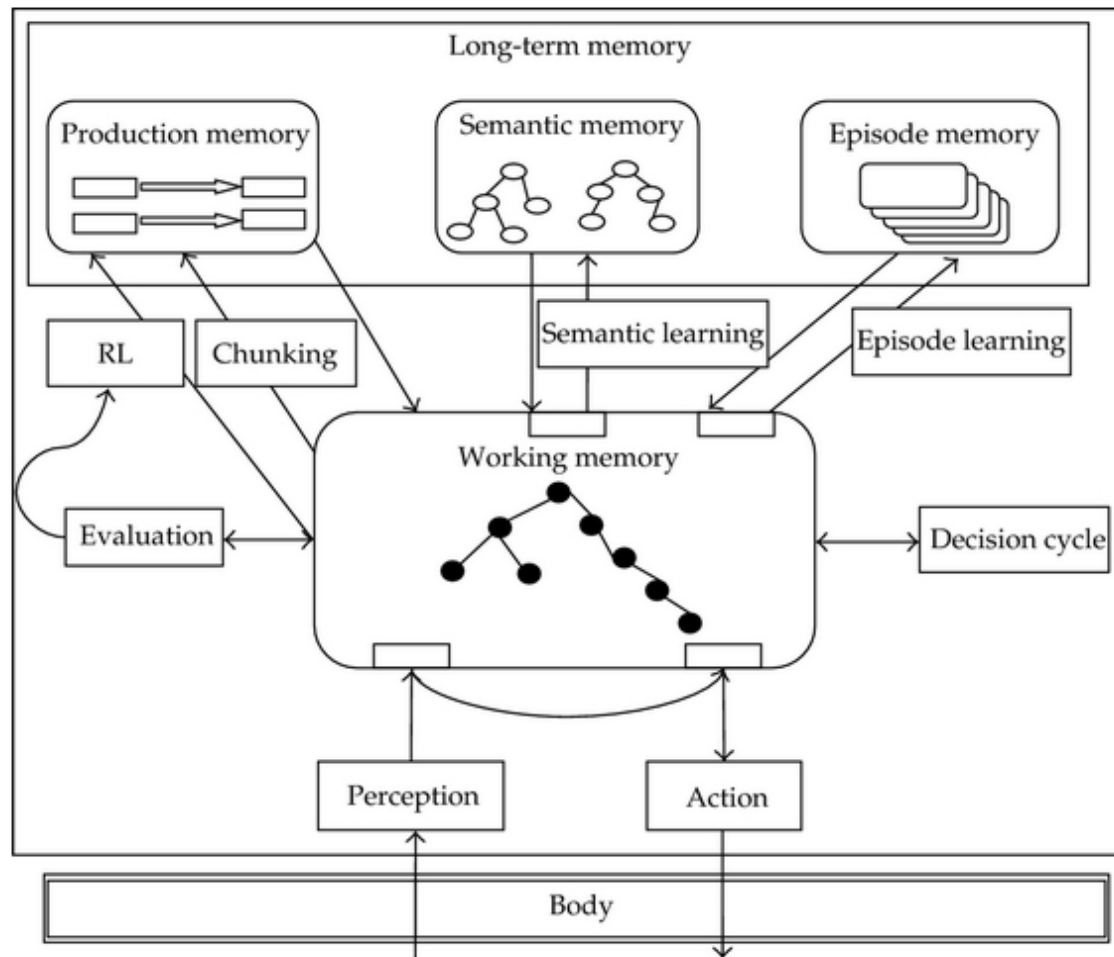 Long-term memory
Production memory
Semantic memory
Episode memory
RL
Chunking
Semantic learning
Episode learning
Working memory
Evaluation
Decision cycle
Perception
Action
Body